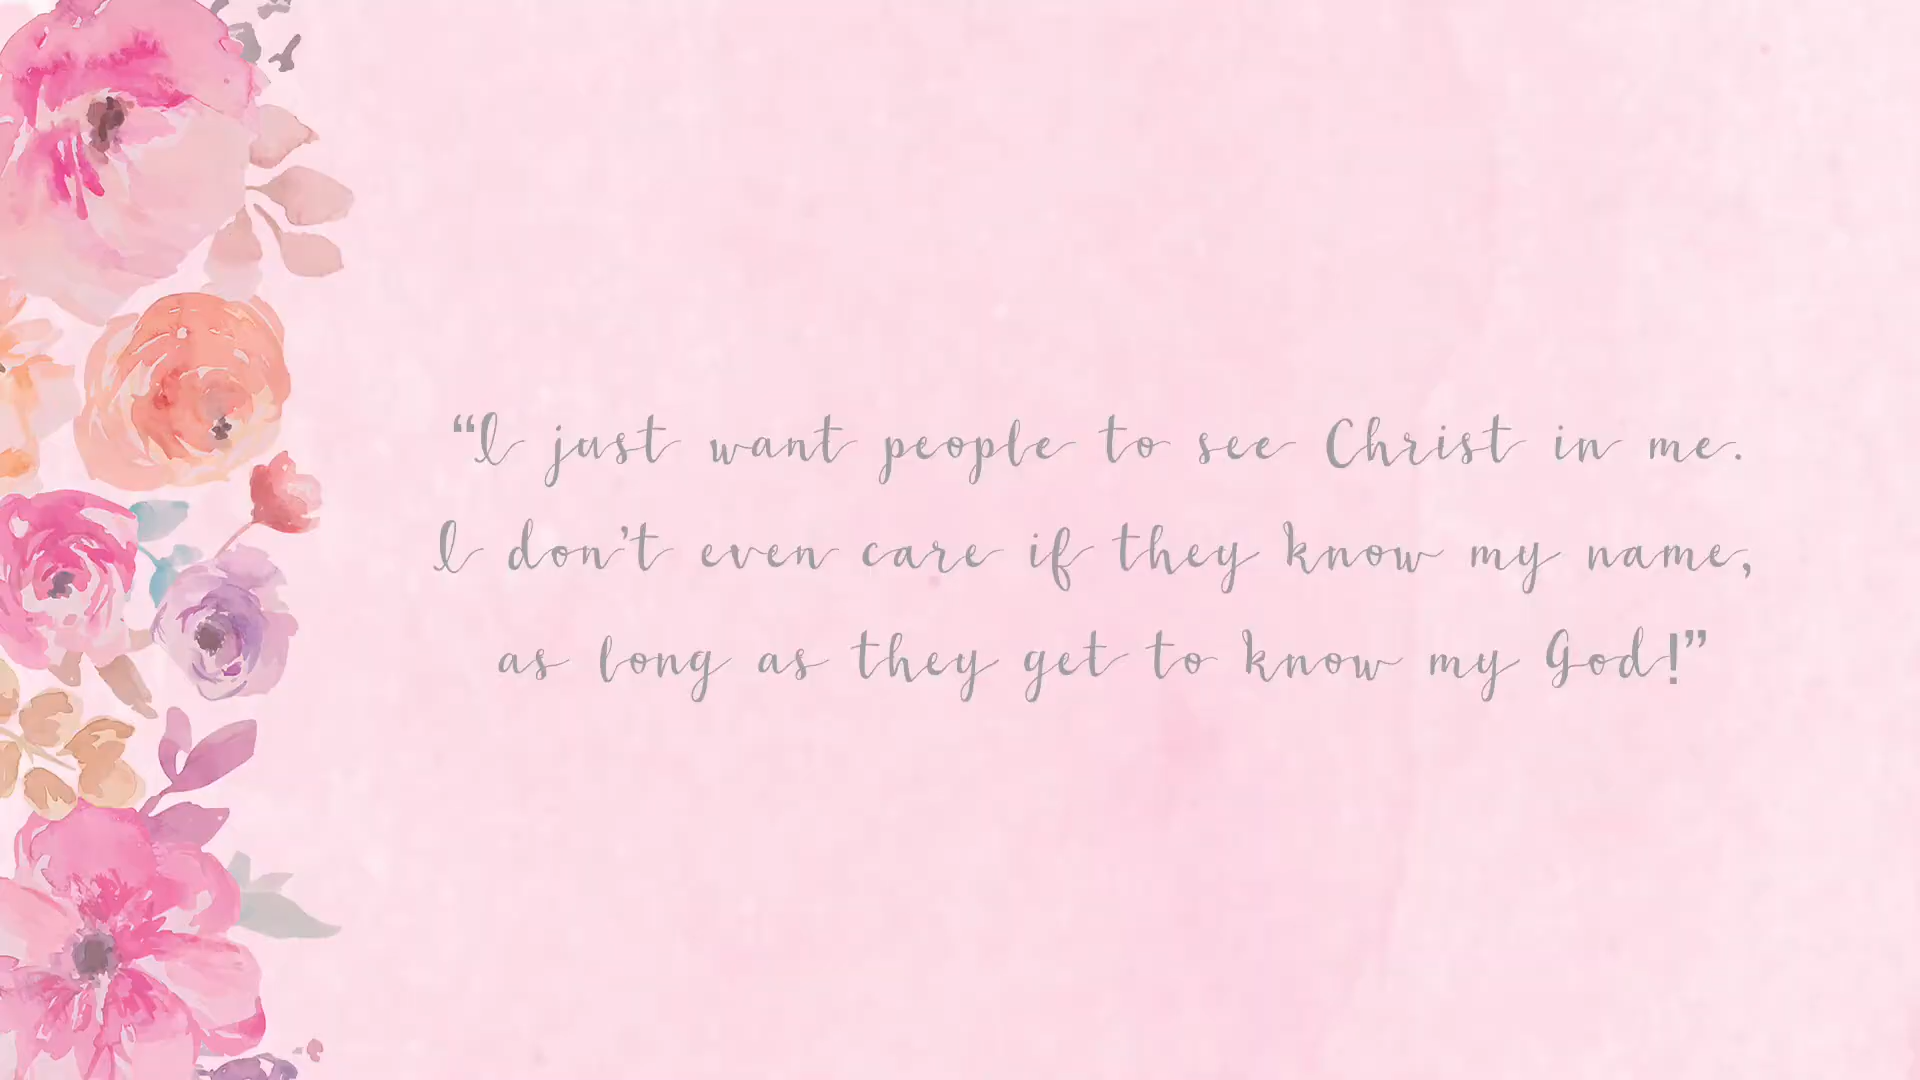 “I just want people to see Christ in me.
I don’t even care if they know my name,
as long as they get to know my God!”